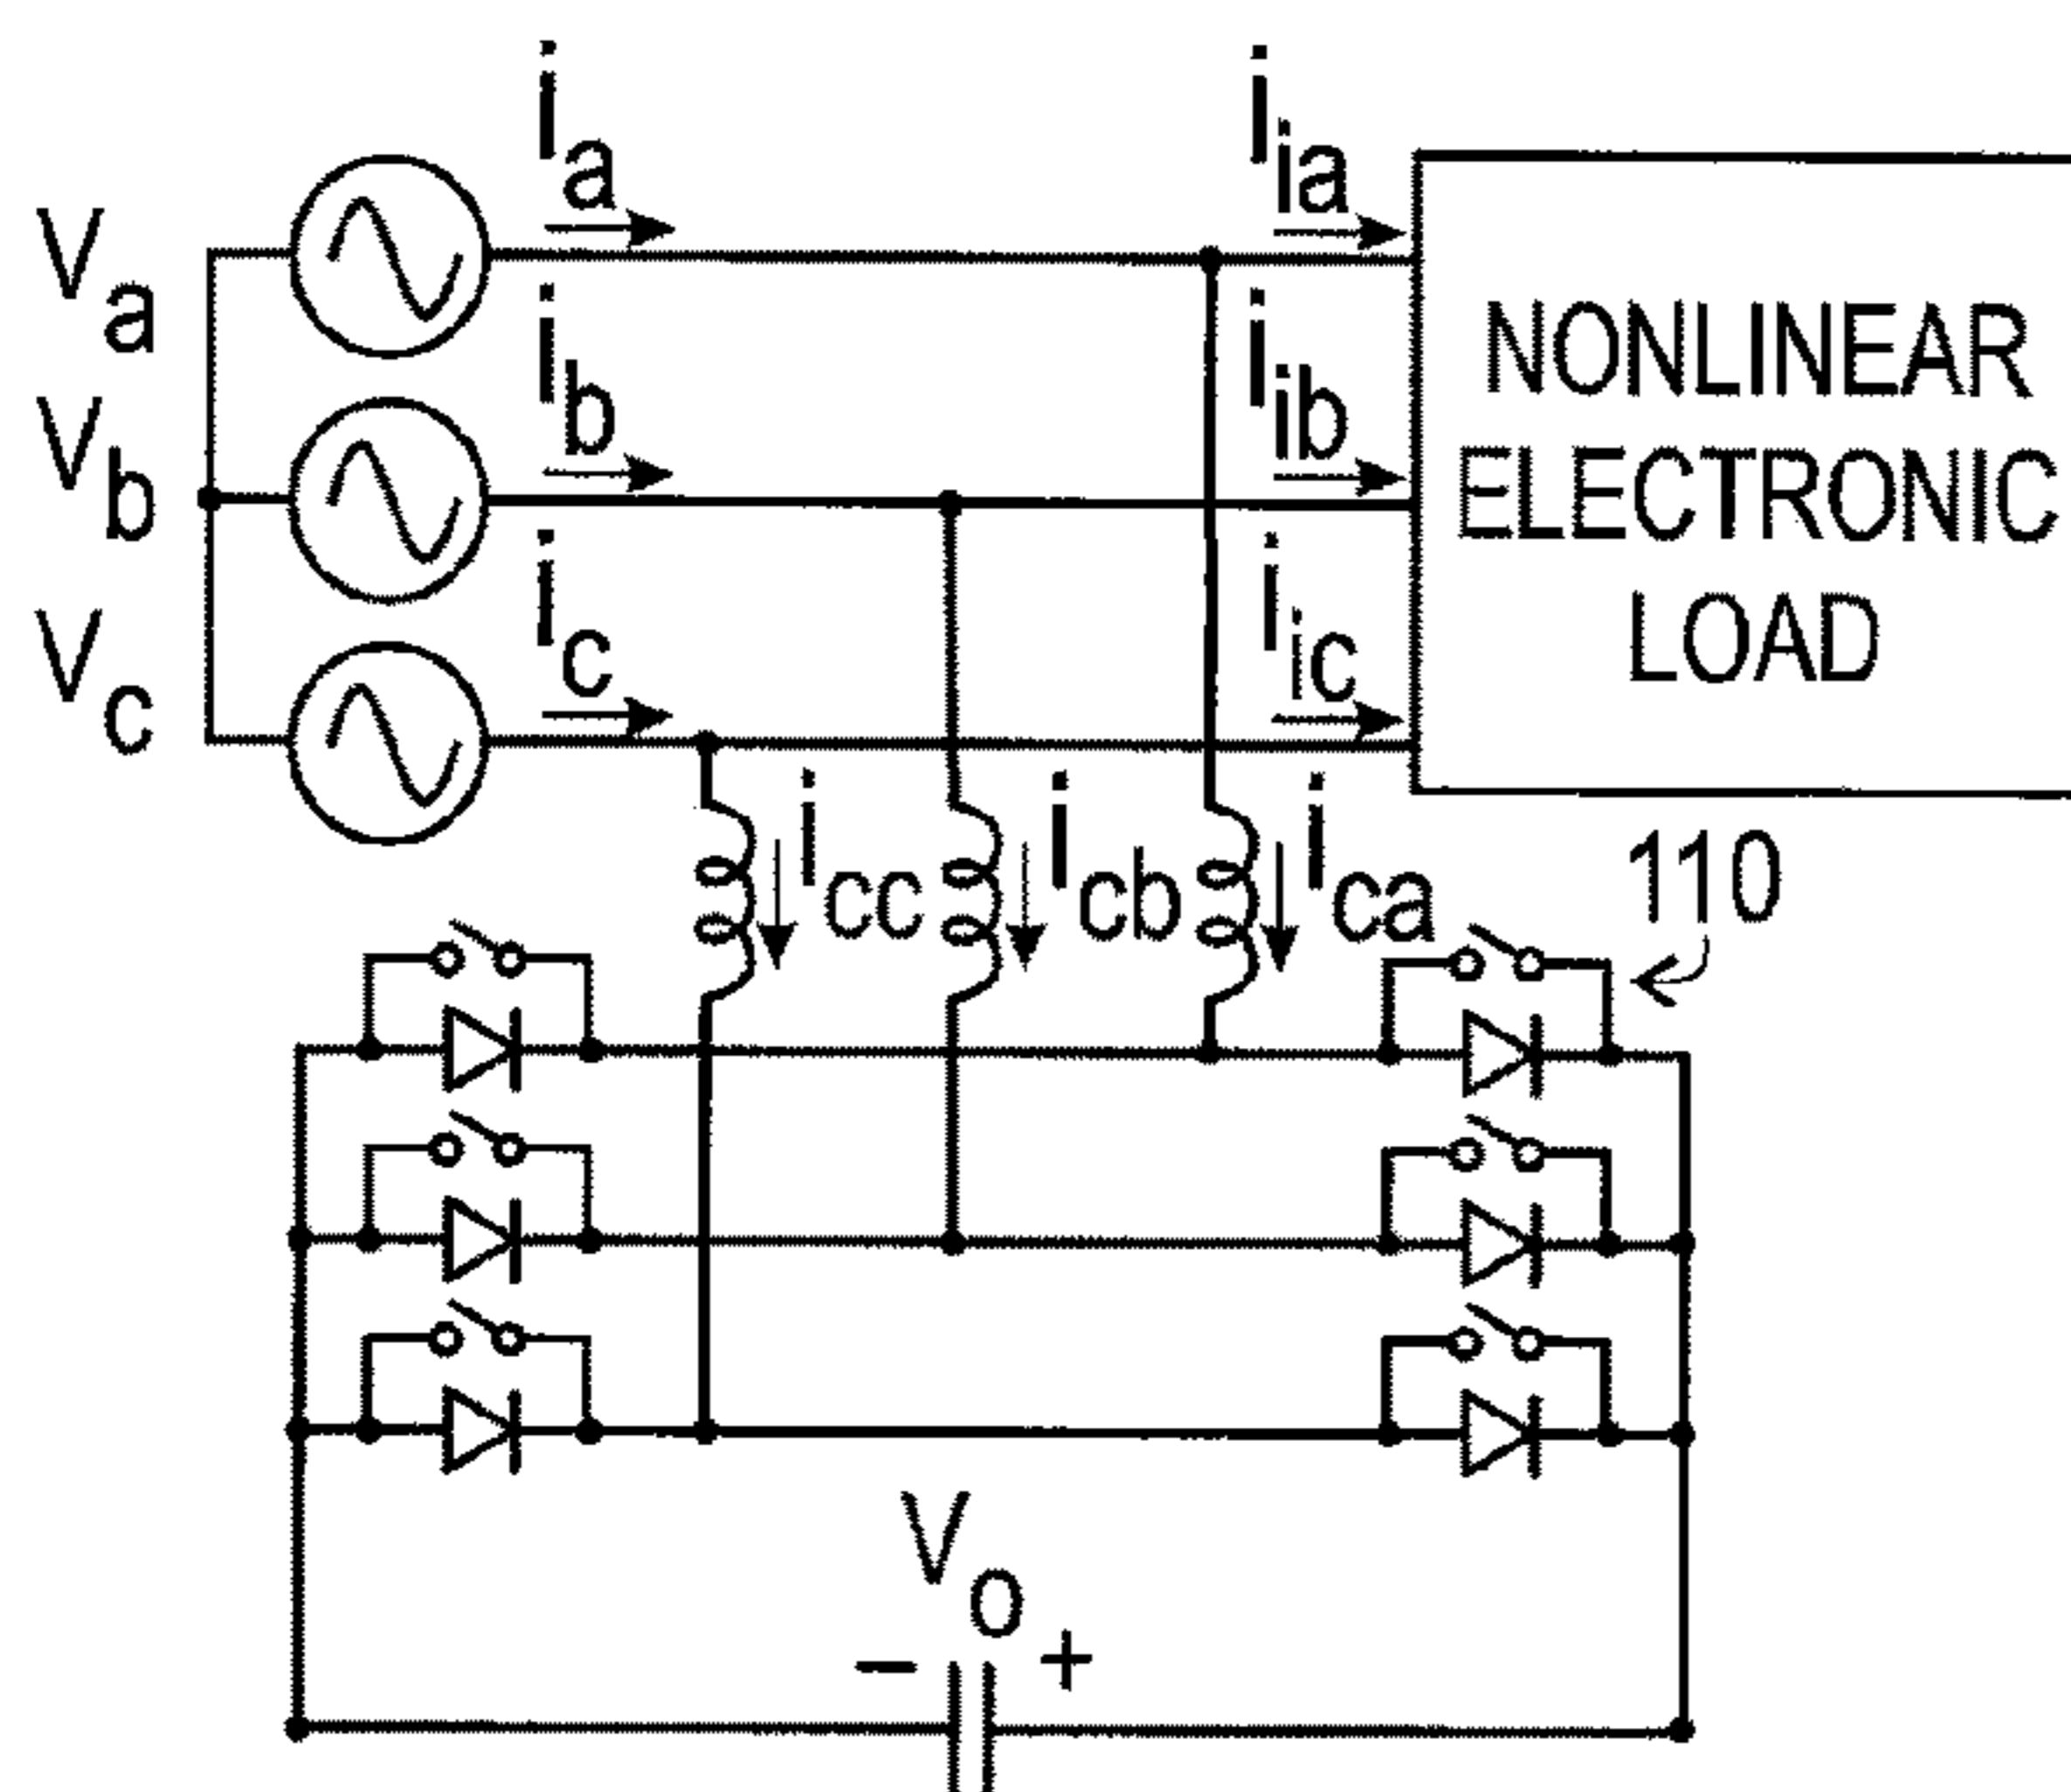 Va
ia
iia
Vb
ib
iib
Vc
ic
iic
NONLINEAR
ELECTRONIC
LOAD
icc
icb
ica
110
Vo
− +